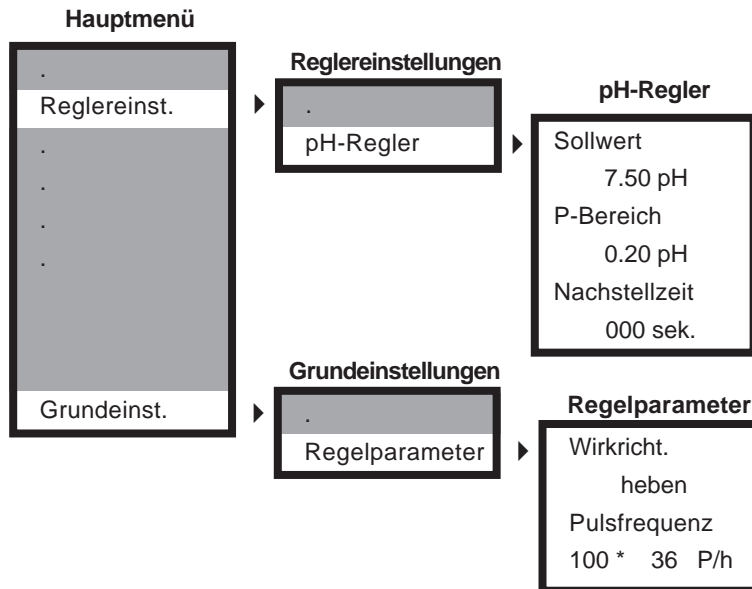 Hauptmenü
.
Reglereinst.
.
.
.
.
Grundeinst.
Reglereinstellungen
.
pH-Regler
pH-Regler
Sollwert
7.50 pH
P-Bereich
0.20 pH
Nachstellzeit
000 sek.
Grundeinstellungen
.
Regelparameter
Regelparameter
Wirkricht.
heben
Pulsfrequenz
100 * 36 P/h